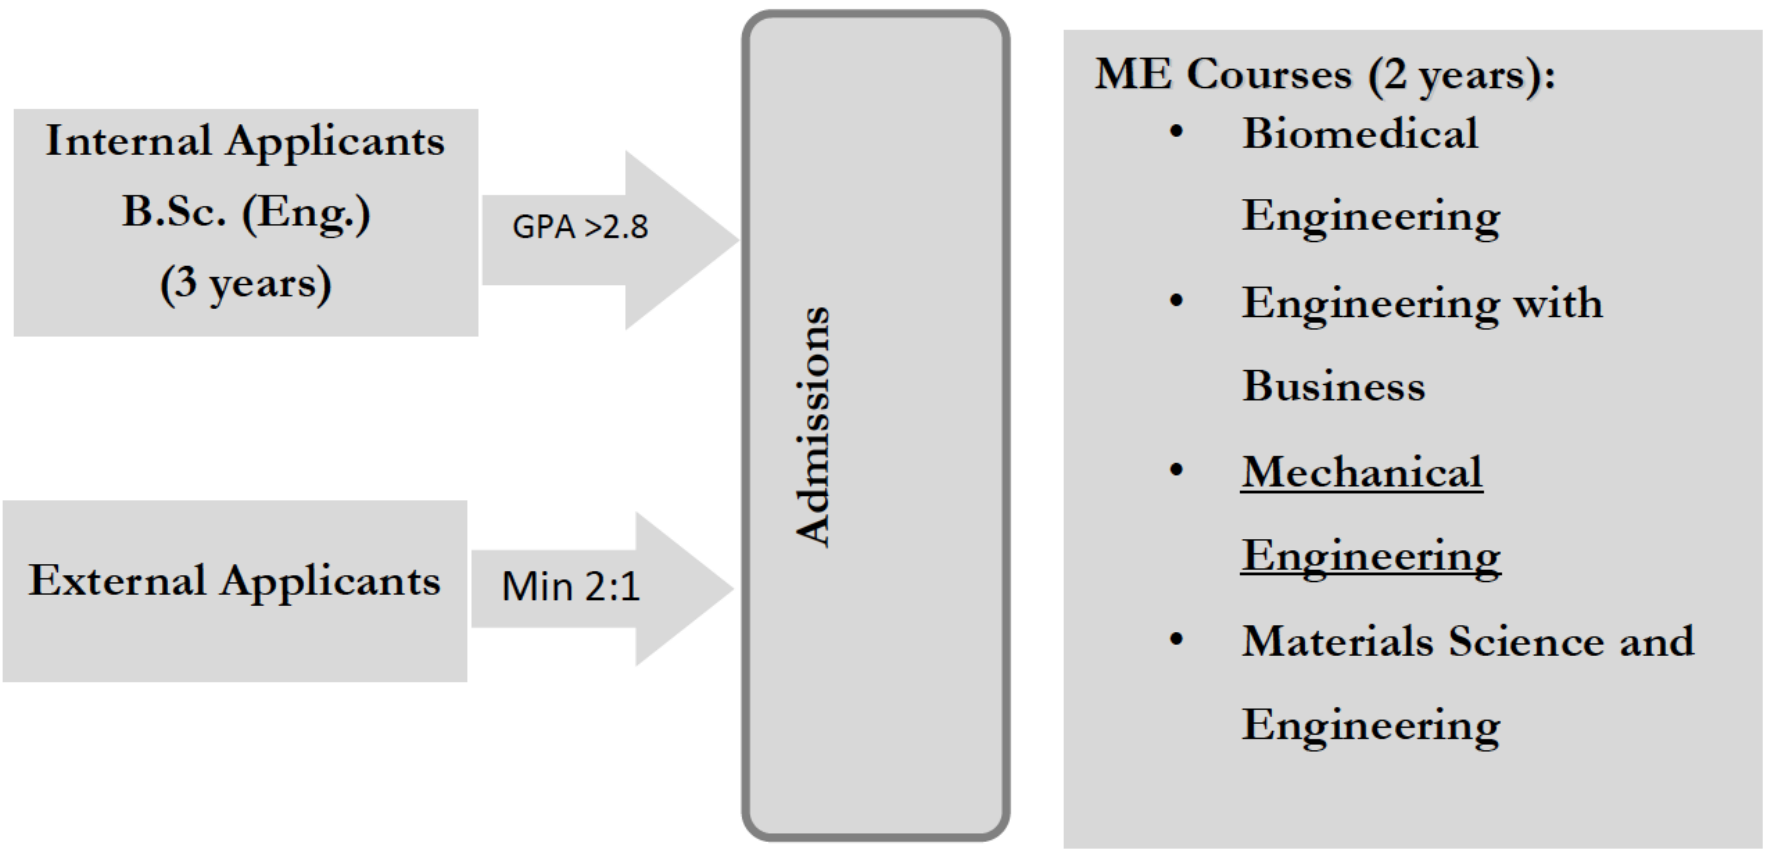 Internal Applicants
B.Sc. (Eng.)
(3 years)
GPA >2.8
External Applicants
Min 2:1
Admissions
ME Courses (2 years):
• Biomedical
Engineering
• Engineering with
Business
• Mechanical
Engineering
• Materials Science and
Engineering